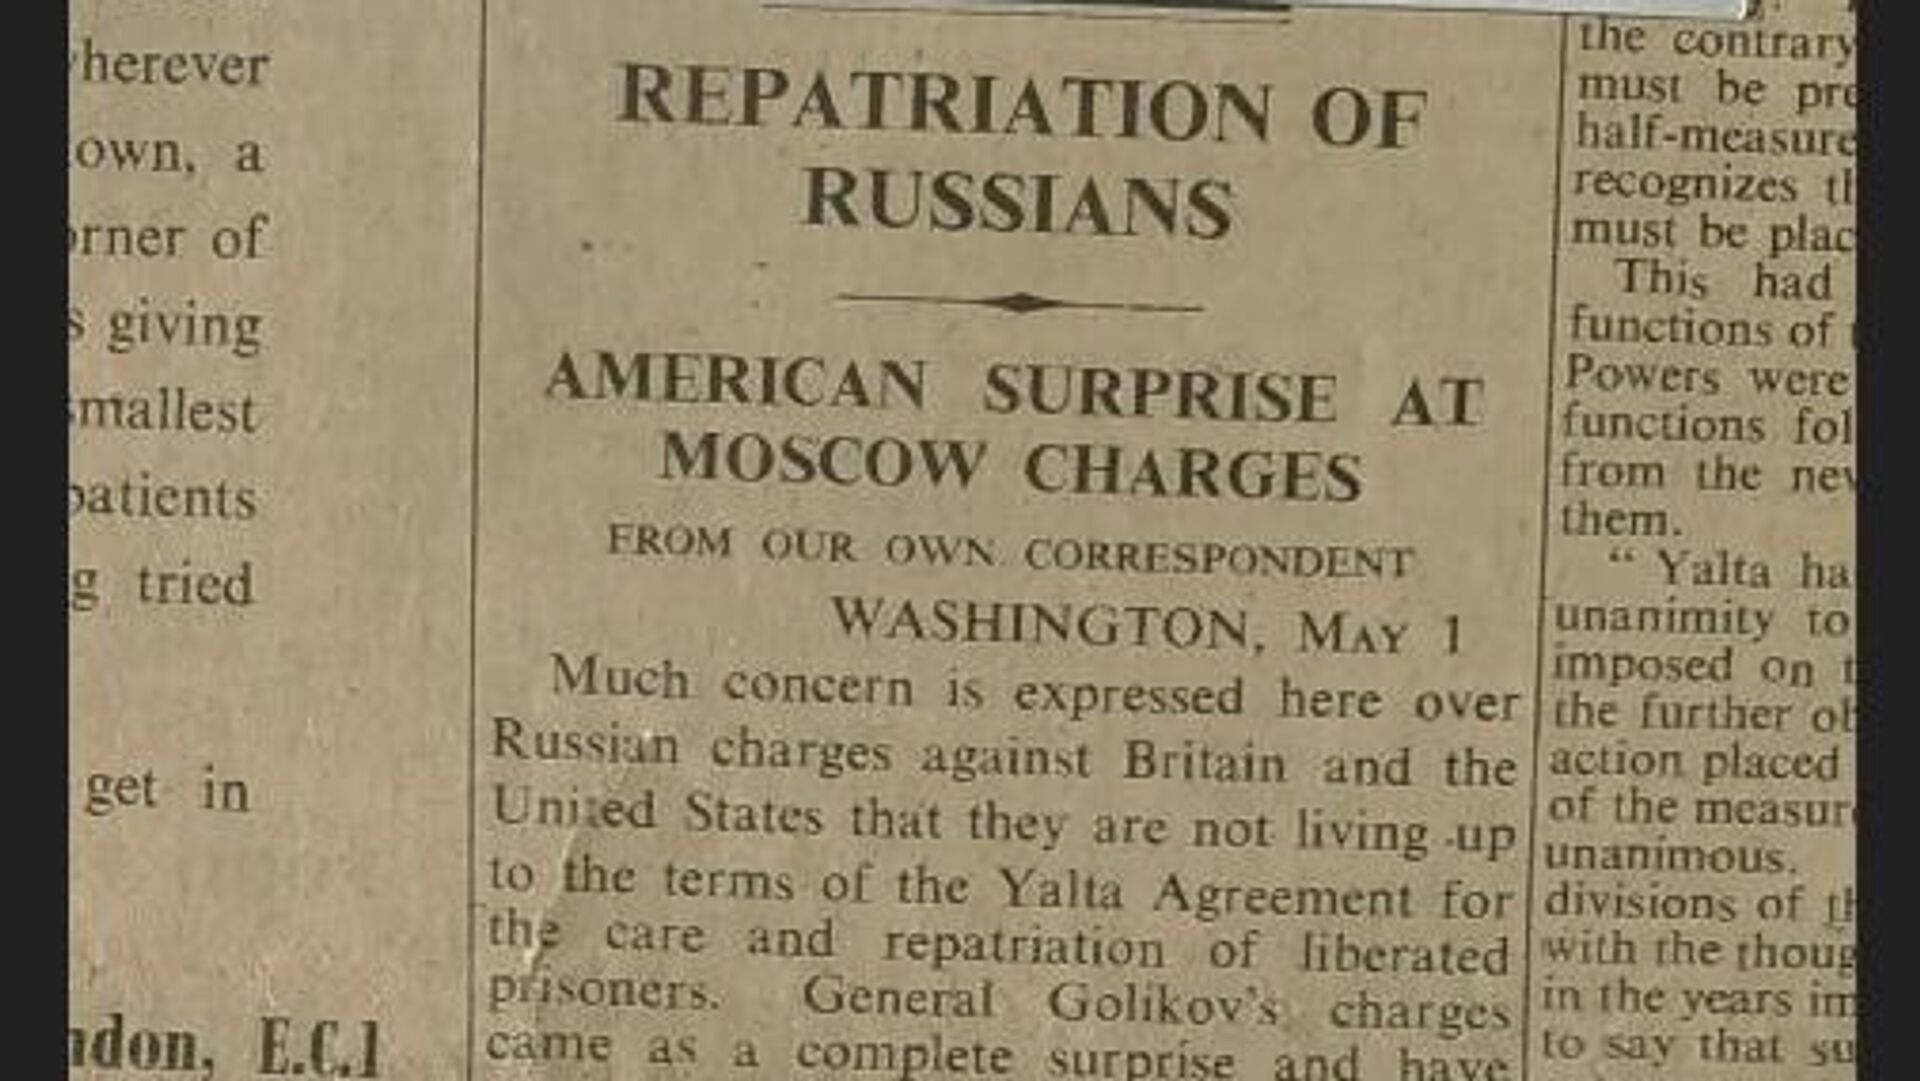 herever
own, a
rner of
s giving
mallest
patients
g tried
get in
ndon, E.C.1
REPATRIATION OF
RUSSIANS
AMERICAN SURPRISE AT
MOSCOW CHARGES
FROM OUR OWN CORRESPONDENT
WASHINGTON, MAY 1
Much concern is expressed here over
Russian charges against Britain and the
United States that they are not living up
to the terms of the Yalta Agreement for
the care and repatriation of liberated
prisoners. General Golikov's charges
came as a complete surprise and have
the contrary
must be pr
half-measure
recognizes
must be plac
This had
functions of
Powers were
functions fol
from the ne
them.
“ Yalta ha
unanimity to
imposed on
the further o
action placed
of the measur
unanimous.
divisions of
with the thoug
in the years im
to say that su